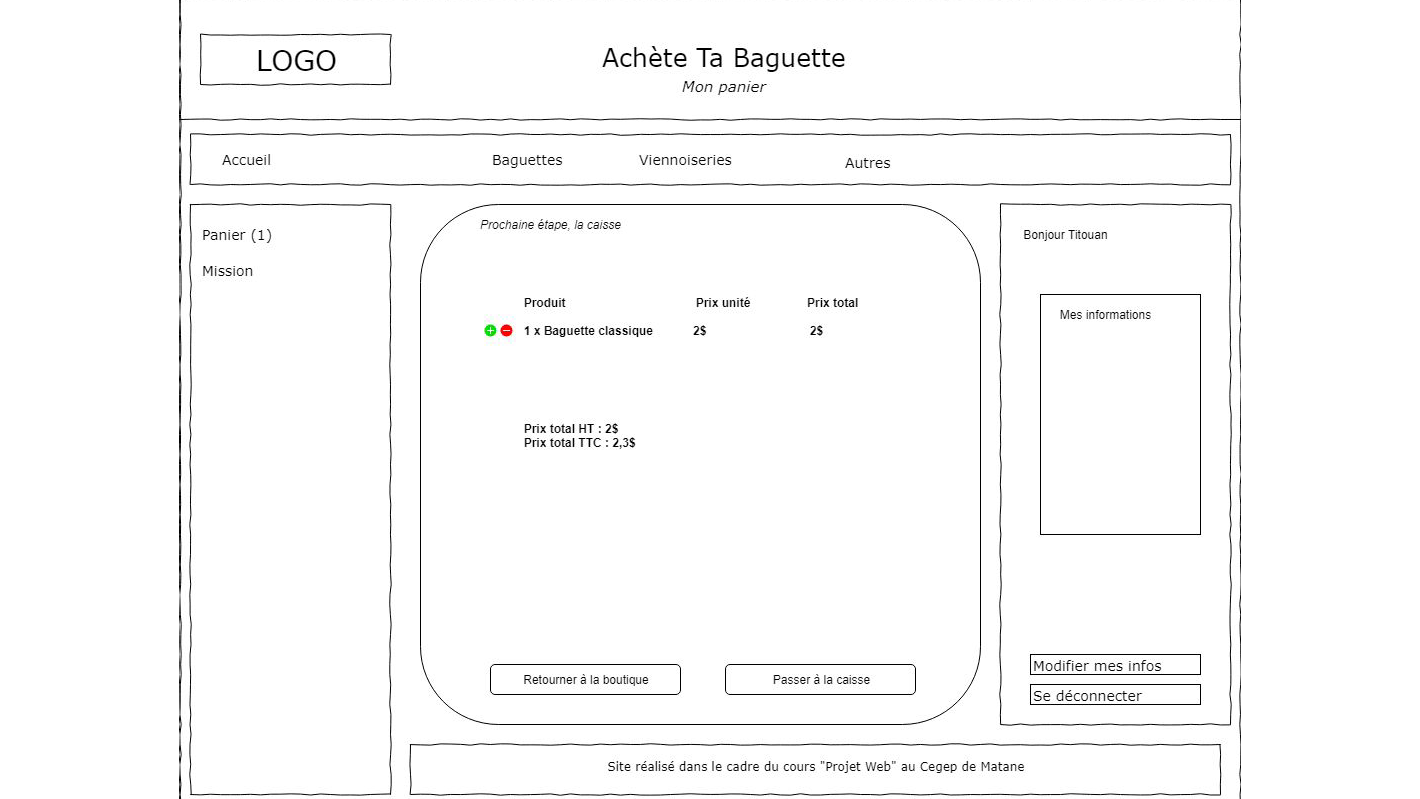 LOGO
Achète Ta Baguette
Mon panier
Accueil
Baguettes
Viennoiseries
Autres
Panier (1)
Mission
Prochaine étape, la caisse
Produit
Prix unité
Prix total
1 x Baguette classique
2$
2$
Prix total HT : 2$
Prix total TTC : 2,3$
Retourner à la boutique
Passer à la caisse
Bonjour Titouan
Mes informations
Modifier mes infos
Se déconnecter
Site réalisé dans le cadre du cours "Projet Web" au Cegep de Matane